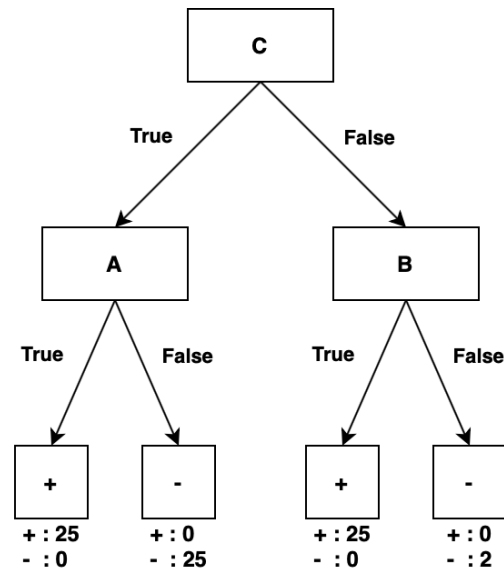 C
True False
A B
True False True False
+ - + -
+ : 25 + : 0 + : 25 + : 0
- : 0 - : 25 - : 0 - : 2